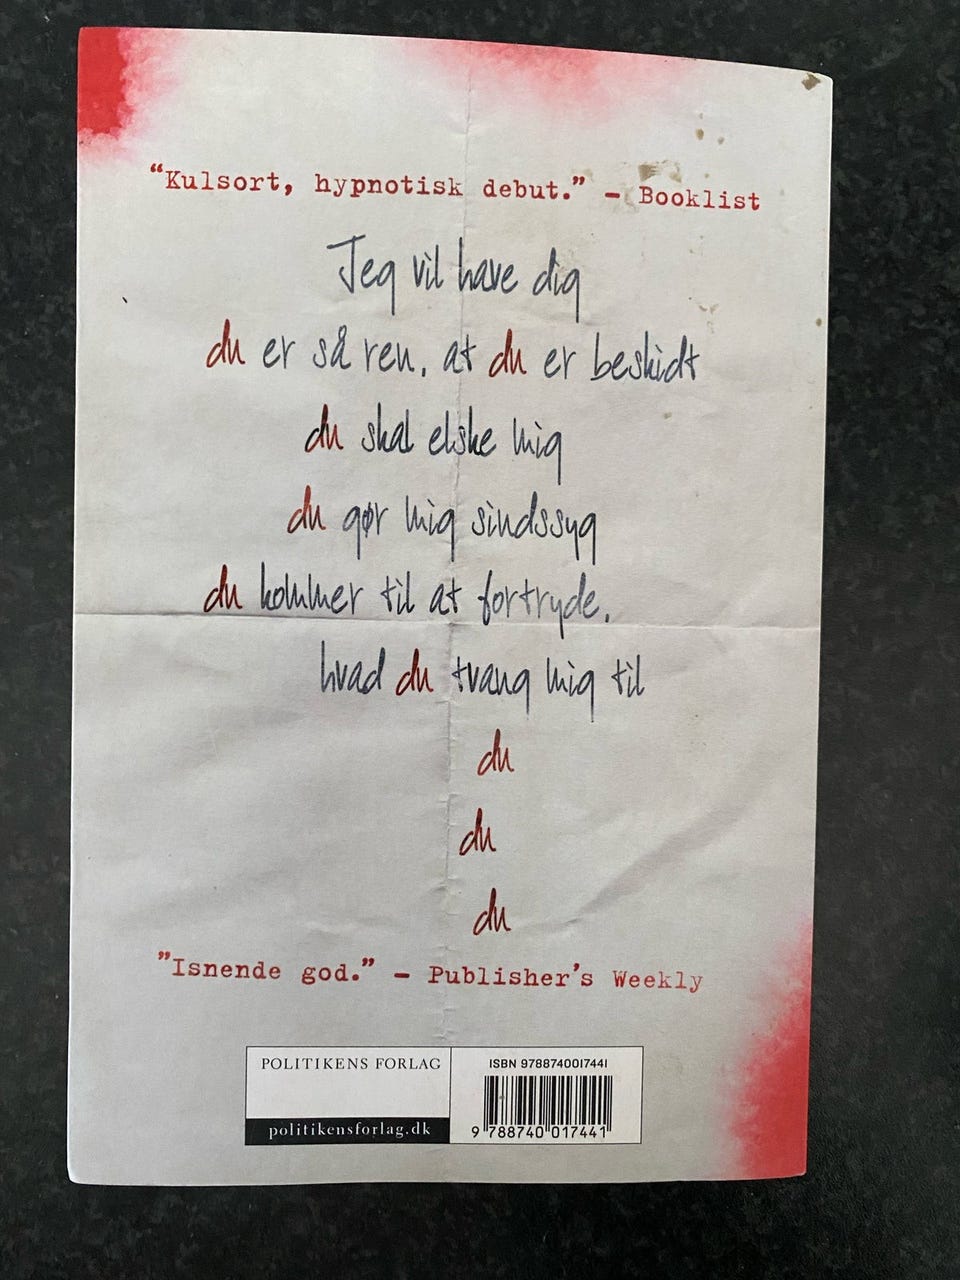 “Kulsort, hypnotisk debut.” – Booklist
Jeg vil have dig
du er så ren, at du er beskidt
du skal elske mig
du gør mig sindssyg
du kommer til at fortryde,
hvad du tvang mig til
du
du
du
”Isnende god.” – Publisher’s Weekly
POLITIKENS FORLAG
politikensforlag.dk
ISBN 9788740017441
9 788740 017441